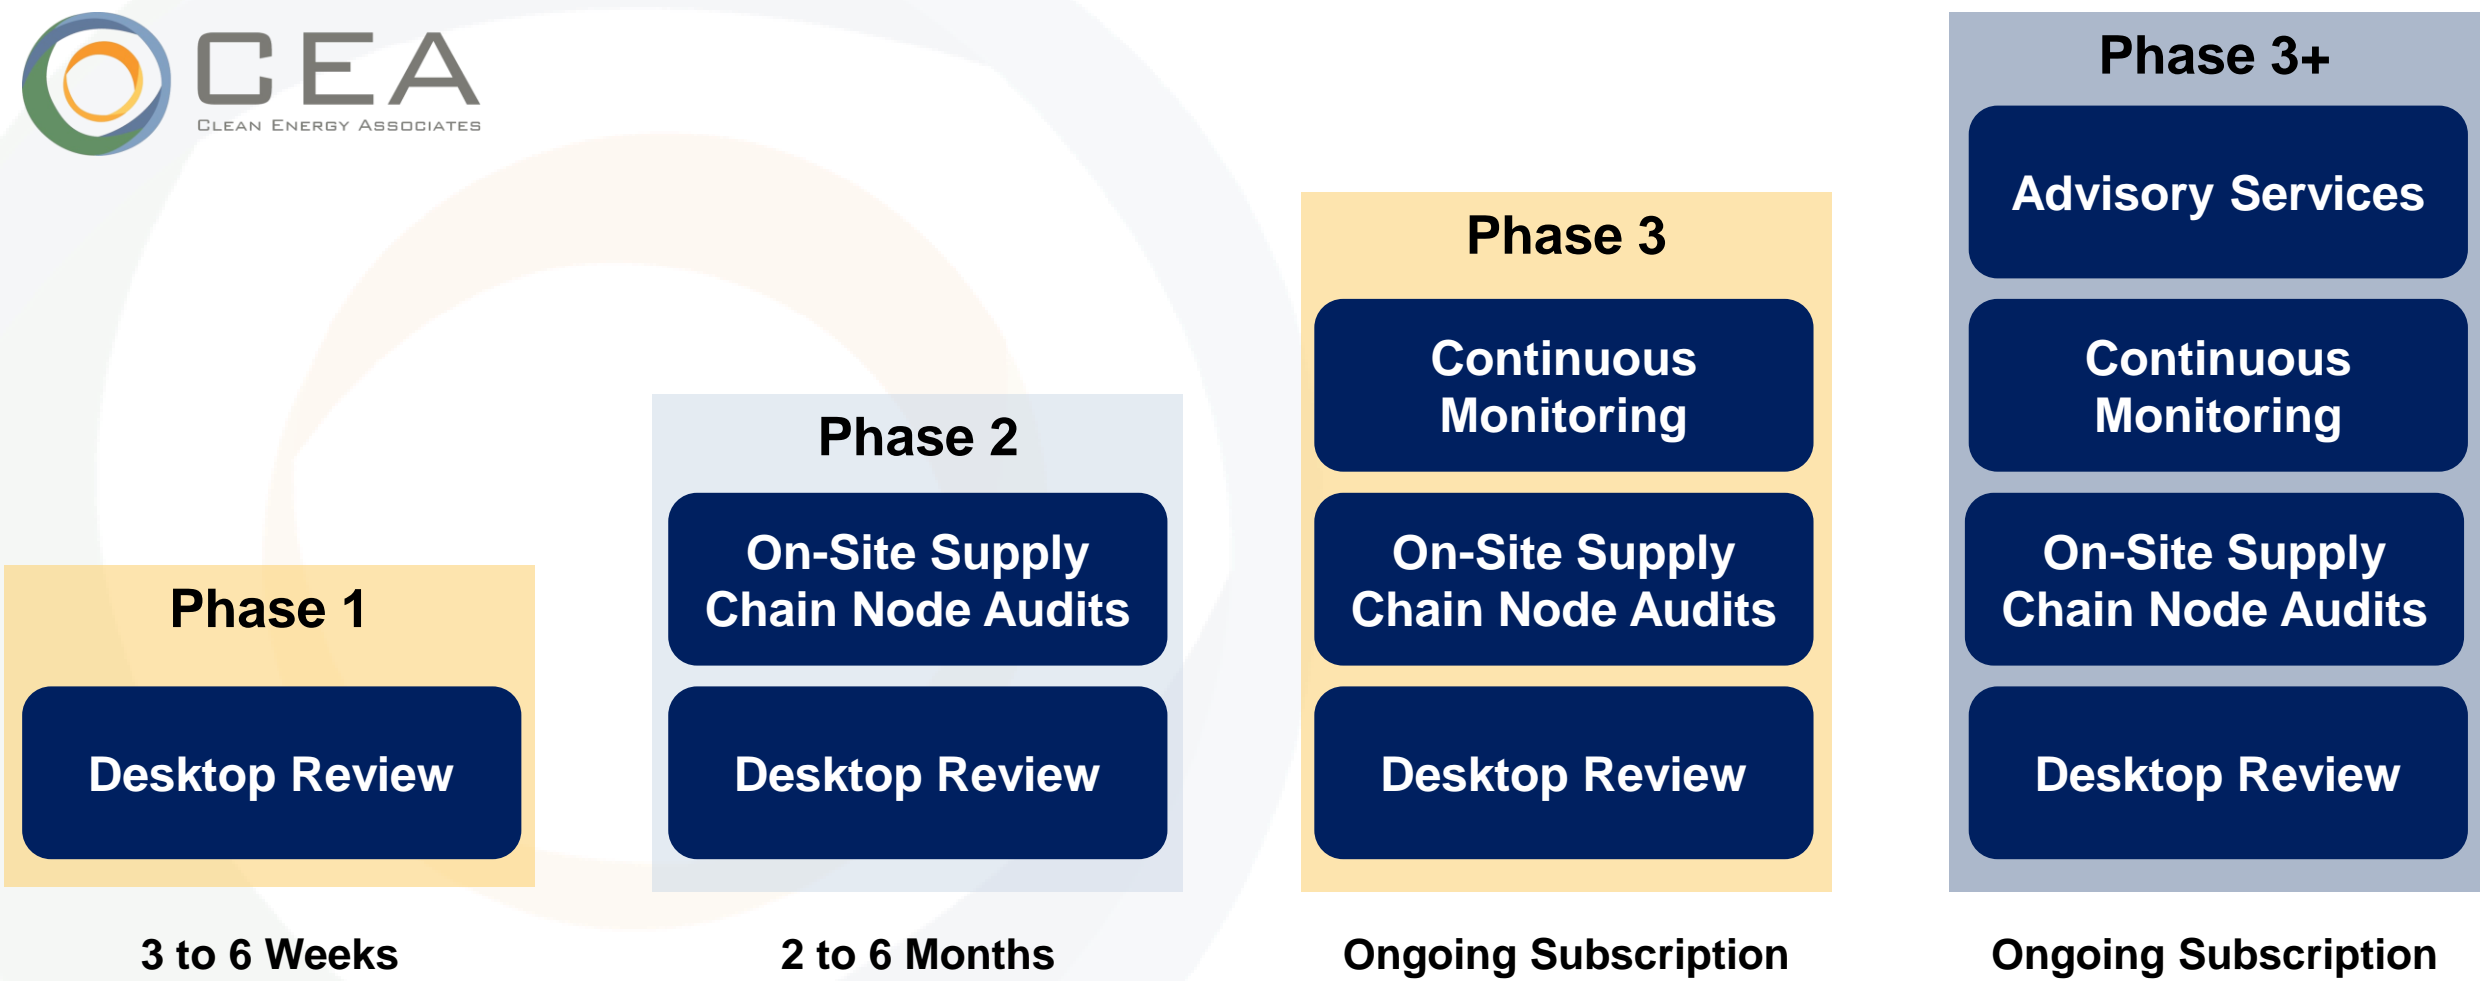 CEA
CLEAN ENERGY ASSOCIATES
Phase 1
Desktop Review
3 to 6 Weeks
Phase 2
On-Site Supply
Chain Node Audits
Desktop Review
2 to 6 Months
Phase 3
Continuous
Monitoring
On-Site Supply
Chain Node Audits
Desktop Review
Ongoing Subscription
Phase 3+
Advisory Services
Continuous
Monitoring
On-Site Supply
Chain Node Audits
Desktop Review
Ongoing Subscription